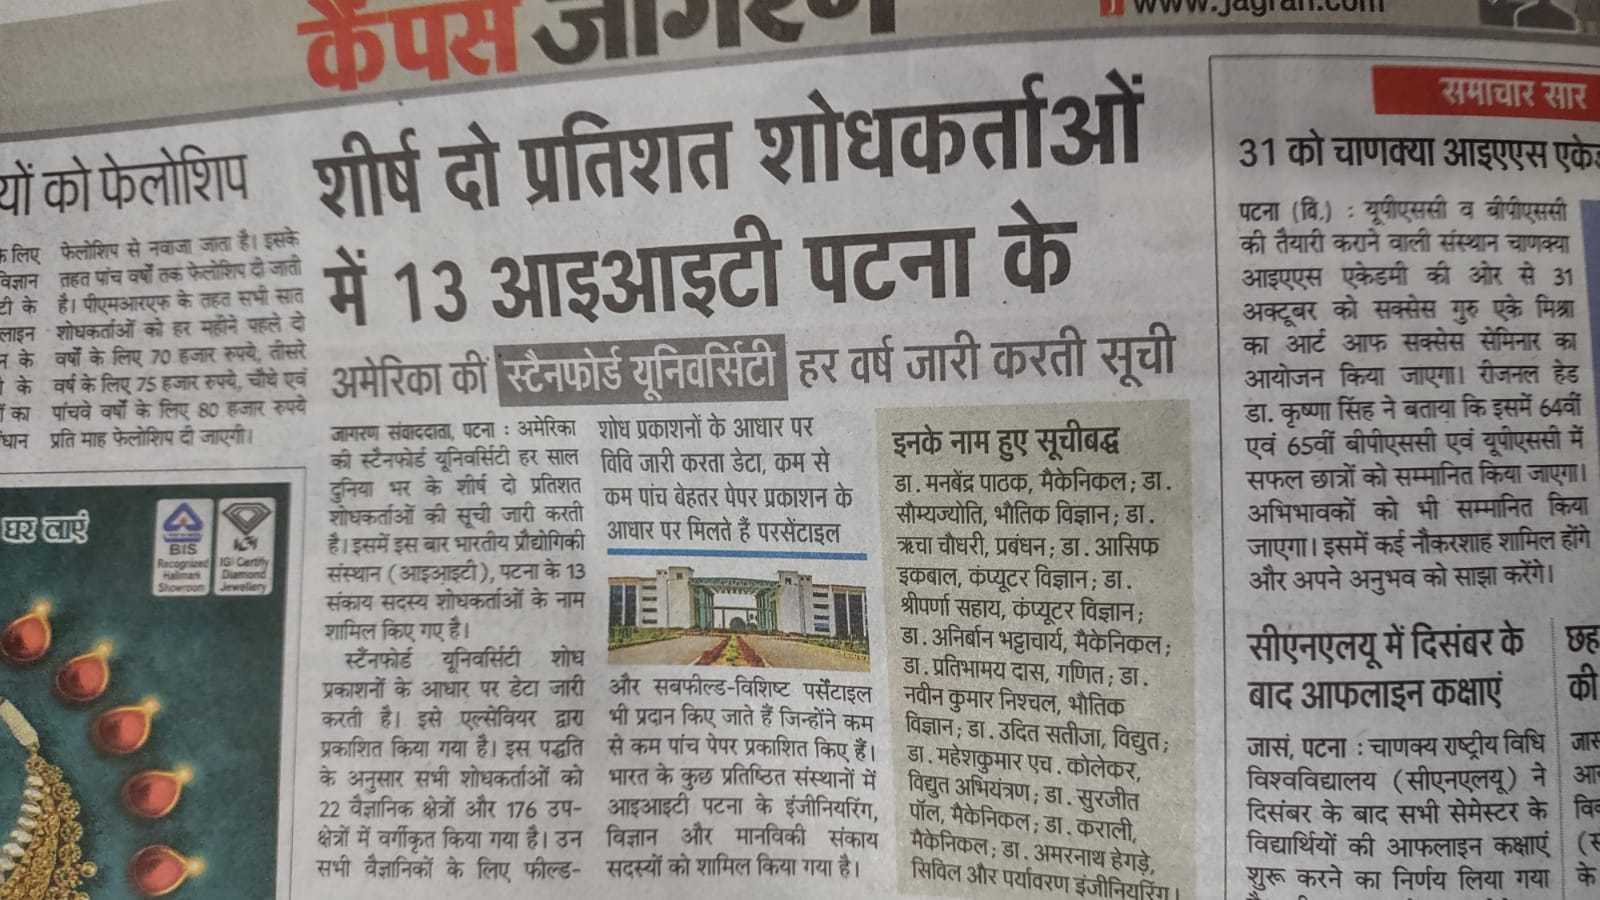 कैंपस जागरण
www.jagran.com
यों को फेलोशिप
के लिए
विज्ञान
टी के
लाइन
न के
के
का
धान
फेलोशिप से नवाजा जाता है। इसके
तहत पांच वर्षों तक फेलोशिप दी जाती
है। पीएमआरएफ के तहत सभी सात
शोधकर्ताओं को हर महीने पहले दो
वर्षों के लिए 70 हजार रुपये, तीसरे
वर्ष के लिए 75 हजार रुपये, चौथे एवं
पांचवे वर्षों के लिए 80 हजार रुपये
प्रति माह फेलोशिप दी जाएगी।
घर लाएं
BIS
Recognized
Hallmark
Showroom
IGI Certify
Diamond
Jewellery
शीर्ष दो प्रतिशत शोधकर्ताओं
में 13 आइआइटी पटना के
अमेरिका की स्टैनफोर्ड यूनिवर्सिटी हर वर्ष जारी करती सूची
जागरण संवाददाता, पटना : अमेरिका
की स्टैनफोर्ड यूनिवर्सिटी हर साल
दुनिया भर के शीर्ष दो प्रतिशत
शोधकर्ताओं की सूची जारी करती
है। इसमें इस बार भारतीय प्रौद्योगिकी
संस्थान (आइआइटी), पटना के 13
संकाय सदस्य शोधकर्ताओं के नाम
शामिल किए गए है।
स्टैनफोर्ड यूनिवर्सिटी शोध
प्रकाशनों के आधार पर डेटा जारी
करती है। इसे एल्सेवियर द्वारा
प्रकाशित किया गया है। इस पद्धति
के अनुसार सभी शोधकर्ताओं को
22 वैज्ञानिक क्षेत्रों और 176 उप-
क्षेत्रों में वर्गीकृत किया गया है। उन
सभी वैज्ञानिकों के लिए फील्ड-
शोध प्रकाशनों के आधार पर
विवि जारी करता डेटा, कम से
कम पांच बेहतर पेपर प्रकाशन के
आधार पर मिलते हैं परसेंटाइल
और सबफील्ड-विशिष्ट पर्सेंटाइल
भी प्रदान किए जाते हैं जिन्होंने कम
से कम पांच पेपर प्रकाशित किए हैं।
भारत के कुछ प्रतिष्ठित संस्थानों में
आइआइटी पटना के इंजीनियरिंग,
विज्ञान और मानविकी संकाय
सदस्यों को शामिल किया गया है।
इनके नाम हुए सूचीबद्ध
डा. मनबेंद्र पाठक, मैकेनिकल; डा.
सौम्यज्योति, भौतिक विज्ञान; डा.
ऋचा चौधरी, प्रबंधन; डा. आसिफ
इकबाल, कंप्यूटर विज्ञान; डा.
श्रीपर्णा सहाय, कंप्यूटर विज्ञान;
डा. अनिर्बान भट्टाचार्य, मैकेनिकल;
डा. प्रतिभामय दास, गणित; डा.
नवीन कुमार निश्चल, भौतिक
विज्ञान; डा. उदित सतीजा, विद्युत;
डा. महेशकुमार एच. कोलेकर,
विद्युत अभियंत्रण; डा. सुरजीत
पॉल, मैकेनिकल; डा. कराली,
मैकेनिकल; डा. अमरनाथ हेगड़े,
सिविल और पर्यावरण इंजीनियरिंग।
समाचार सार
31 को चाणक्या आइएएस
पटना (वि.) : यूपीएससी व बीपीएससी
की तैयारी कराने वाली संस्थान चाणक्या
आइएएस एकेडमी की ओर से 31
अक्टूबर को सक्सेस गुरु एके मिश्रा
का आर्ट आफ सक्सेस सेमिनार का
आयोजन किया जाएगा। रीजनल हेड
डा. कृष्णा सिंह ने बताया कि इसमें 64वीं
एवं 65वीं बीपीएससी एवं यूपीएससी में
सफल छात्रों को सम्मानित किया जाएगा।
अभिभावकों को भी सम्मानित किया
जाएगा। इसमें कई नौकरशाह शामिल होंगे
और अपने अनुभव को साझा करेंगे।
सीएनएलयू में दिसंबर के
बाद आफलाइन कक्षाएं
जासं, पटना : चाणक्य राष्ट्रीय विधि
विश्वविद्यालय (सीएनएलयू) ने
दिसंबर के बाद सभी सेमेस्टर के
विद्यार्थियों की आफलाइन कक्षाएं
शुरू करने का निर्णय लिया गया
छह
की
के